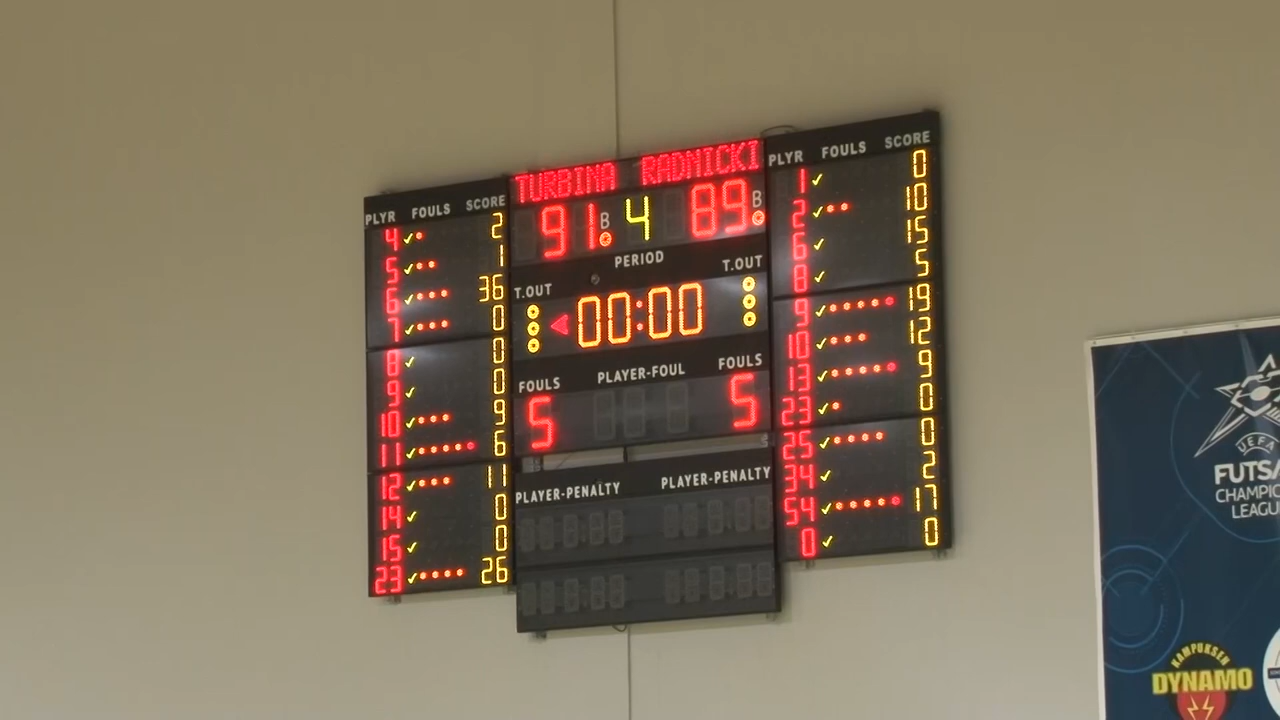 TURBINA RADNICKI
91 B 4 89 B
PERIOD
T.OUT T.OUT
00:00
FOULS PLAYER-FOUL FOULS
5 5
PLAYER-PENALTY PLAYER-PENALTY
PLYR FOULS SCORE
4 2
5 1
6 36
7 0
8 0
9 0
10 9
11 6
12 11
14 0
15 0
23 26
PLYR FOULS SCORE
1 0
2 10
6 15
8 5
9 19
10 12
13 9
23 0
25 0
34 2
54 17
0 0
UEFA
KAMPUKSEN
DYNAMO